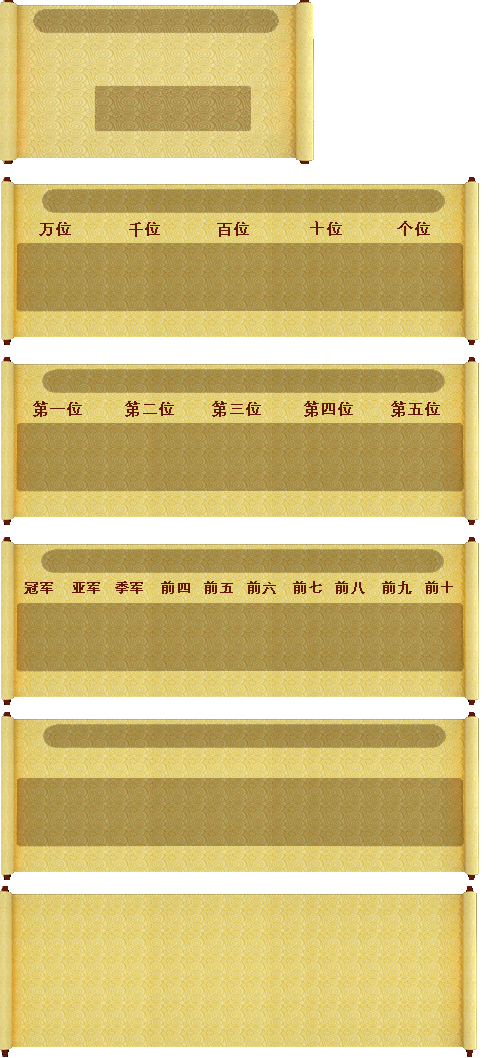 万位 千位 百位 十位 个位
第一位 第二位 第三位 第四位 第五位
冠军 亚军 季军 前四 前五 前六 前七 前八 前九 前十